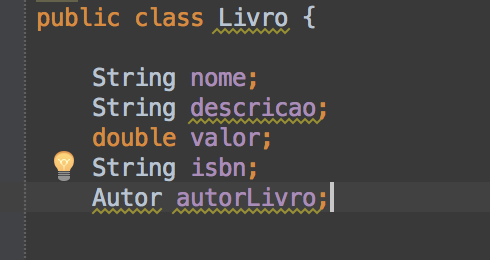 public class Livro {
String nome;
String descricao;
double valor;
String isbn;
Autor autorLivro;